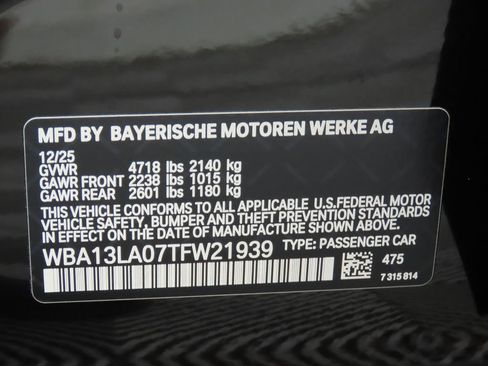 MFD BY BAYERISCHE MOTOREN WERKE AG
12/25
GVWR 4718 lbs 2140 kg
GAWR FRONT 2238 lbs 1015 kg
GAWR REAR 2601 lbs 1180 kg
THIS VEHICLE CONFORMS TO ALL APPLICABLE U.S.FEDERAL MOTOR
VEHICLE SAFETY, BUMPER AND THEFT PREVENTION STANDARDS
IN EFFECT ON THE DATE OF MANUFACTURE SHOWN ABOVE.
WBA13LA07TFW21939 TYPE: PASSENGER CAR
475
7 315 814